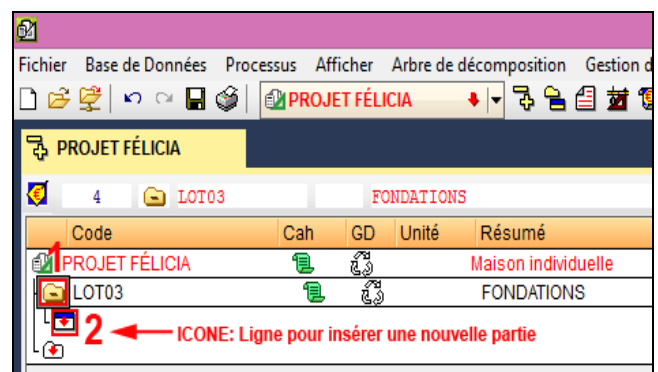 Fichier Base de Données Processus Afficher Arbre de décomposition Gestion d
PROJET FÉLICIA
PROJET FÉLICIA
4 LOT03 FONDATIONS
Code Cah GD Unité Résumé
1 PROJET FÉLICIA Maison individuelle
LOT03 FONDATIONS
2 ICONE: Ligne pour insérer une nouvelle partie